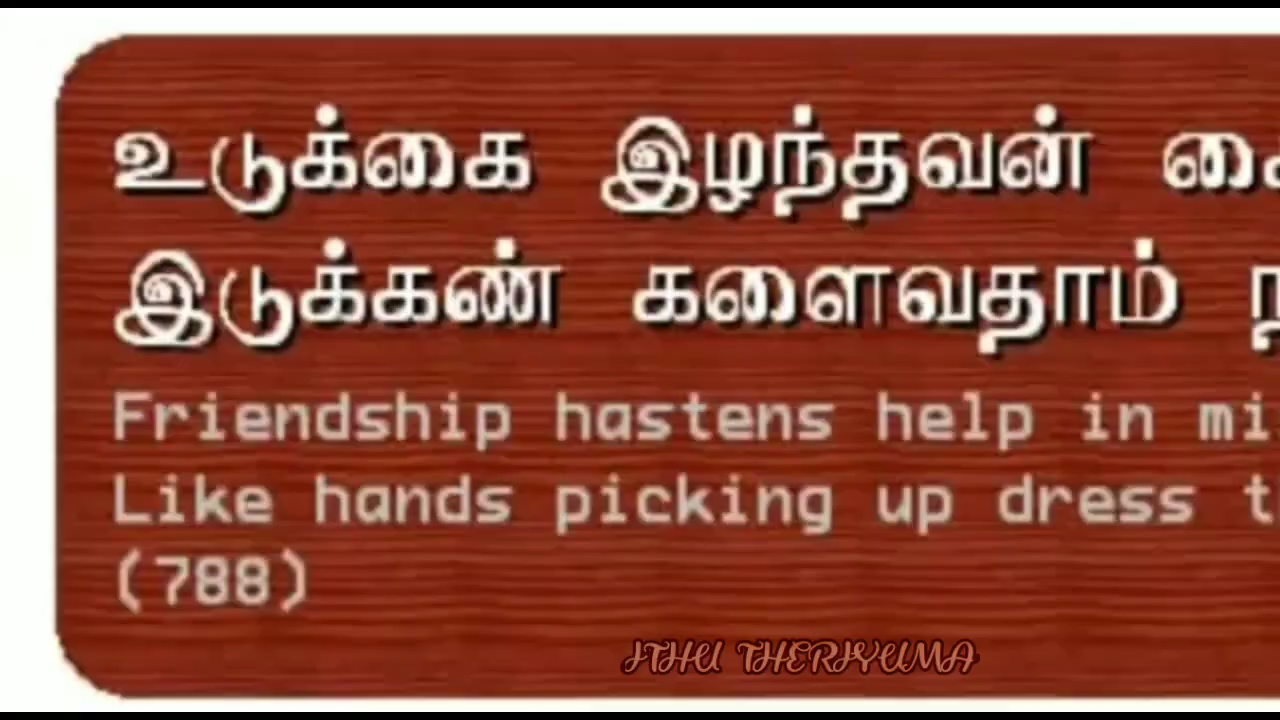 உடுக்கை இழந்தவன்
இடுக்கண் களைவதாம்
Friendship hastens help in
Like hands picking up dress
(788)
ITHU THERIYUMA